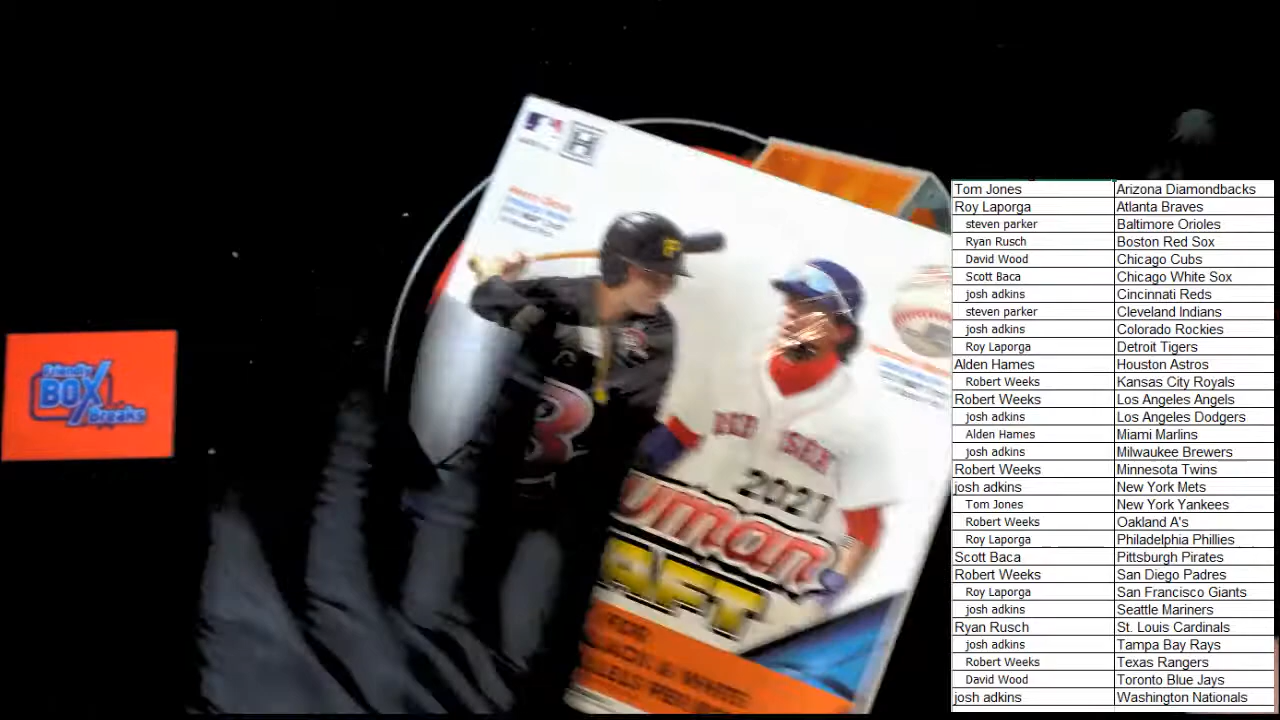 Friendly
BOX
Breaks
RED SOX
2021
wman
AFT
ACK & WHITE
Tom Jones Arizona Diamondbacks
Roy Laporga Atlanta Braves
steven parker Baltimore Orioles
Ryan Rusch Boston Red Sox
David Wood Chicago Cubs
Scott Baca Chicago White Sox
josh adkins Cincinnati Reds
steven parker Cleveland Indians
josh adkins Colorado Rockies
Roy Laporga Detroit Tigers
Alden Hames Houston Astros
Robert Weeks Kansas City Royals
Robert Weeks Los Angeles Angels
josh adkins Los Angeles Dodgers
Alden Hames Miami Marlins
josh adkins Milwaukee Brewers
Robert Weeks Minnesota Twins
josh adkins New York Mets
Tom Jones New York Yankees
Robert Weeks Oakland A's
Roy Laporga Philadelphia Phillies
Scott Baca Pittsburgh Pirates
Robert Weeks San Diego Padres
Roy Laporga San Francisco Giants
josh adkins Seattle Mariners
Ryan Rusch St. Louis Cardinals
josh adkins Tampa Bay Rays
Robert Weeks Texas Rangers
David Wood Toronto Blue Jays
josh adkins Washington Nationals